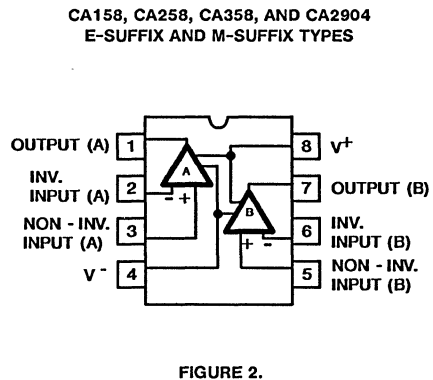 CA158, CA258, CA358, AND CA2904
E-SUFFIX AND M-SUFFIX TYPES
OUTPUT (A) 1
8 V+
INV.
INPUT (A) 2
7 OUTPUT (B)
NON - INV.
INPUT (A) 3
6 INV.
INPUT (B)
V- 4
5 NON - INV.
INPUT (B)
A
- +
B
+ -
FIGURE 2.